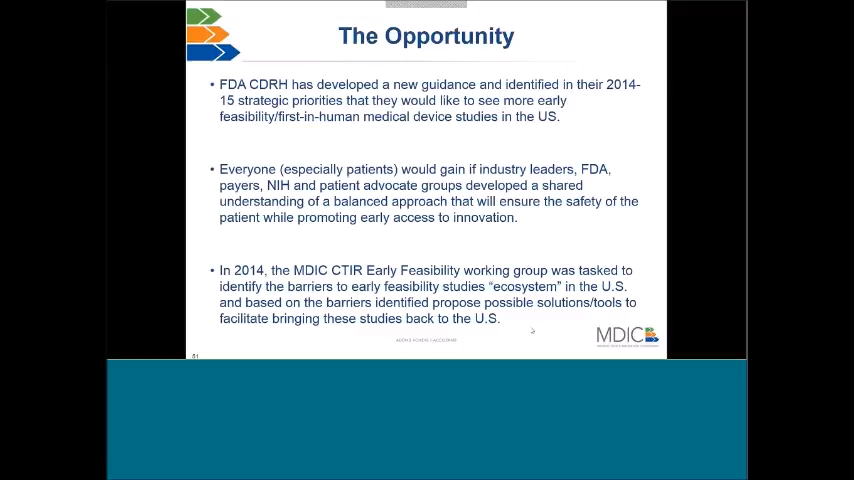 The Opportunity
• FDA CDRH has developed a new guidance and identified in their 2014-
15 strategic priorities that they would like to see more early
feasibility/first-in-human medical device studies in the US.
• Everyone (especially patients) would gain if industry leaders, FDA,
payers, NIH and patient advocate groups developed a shared
understanding of a balanced approach that will ensure the safety of the
patient while promoting early access to innovation.
• In 2014, the MDIC CTIR Early Feasibility working group was tasked to
identify the barriers to early feasibility studies “ecosystem” in the U.S.
and based on the barriers identified propose possible solutions/tools to
facilitate bringing these studies back to the U.S.
MDIC
51